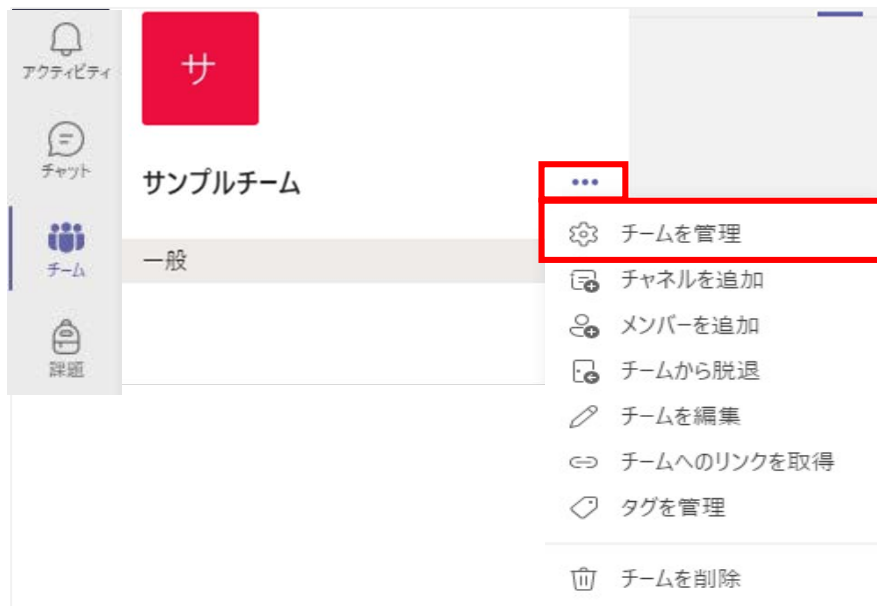 アクティビティ
チャット
チーム
課題
サ
サンプルチーム
•••
一般
チームを管理
チャネルを追加
メンバーを追加
チームから脱退
チームを編集
チームへのリンクを取得
タグを管理
チームを削除